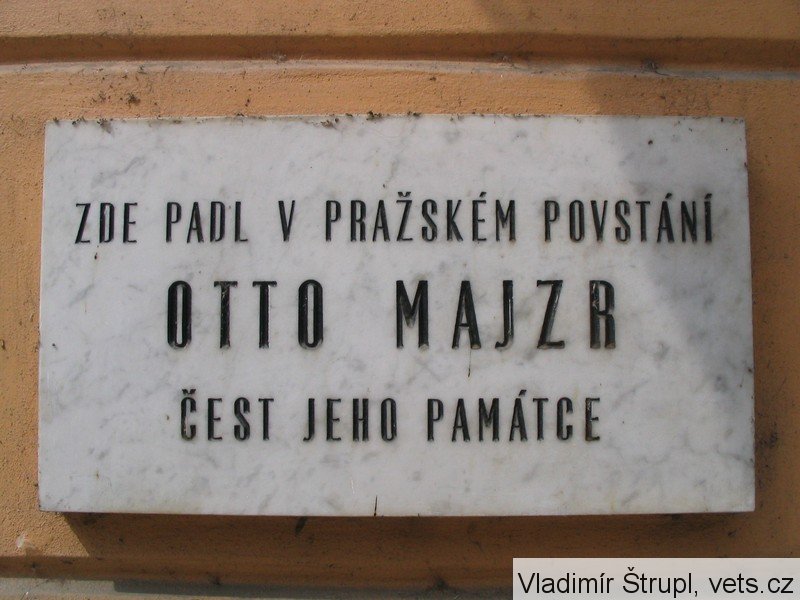 ZDE PADL V PRAŽSKÉM POVSTÁNÍ
OTTO MAJZR
ČEST JEHO PAMÁTCE
Vladimír Štrupl, vets.cz